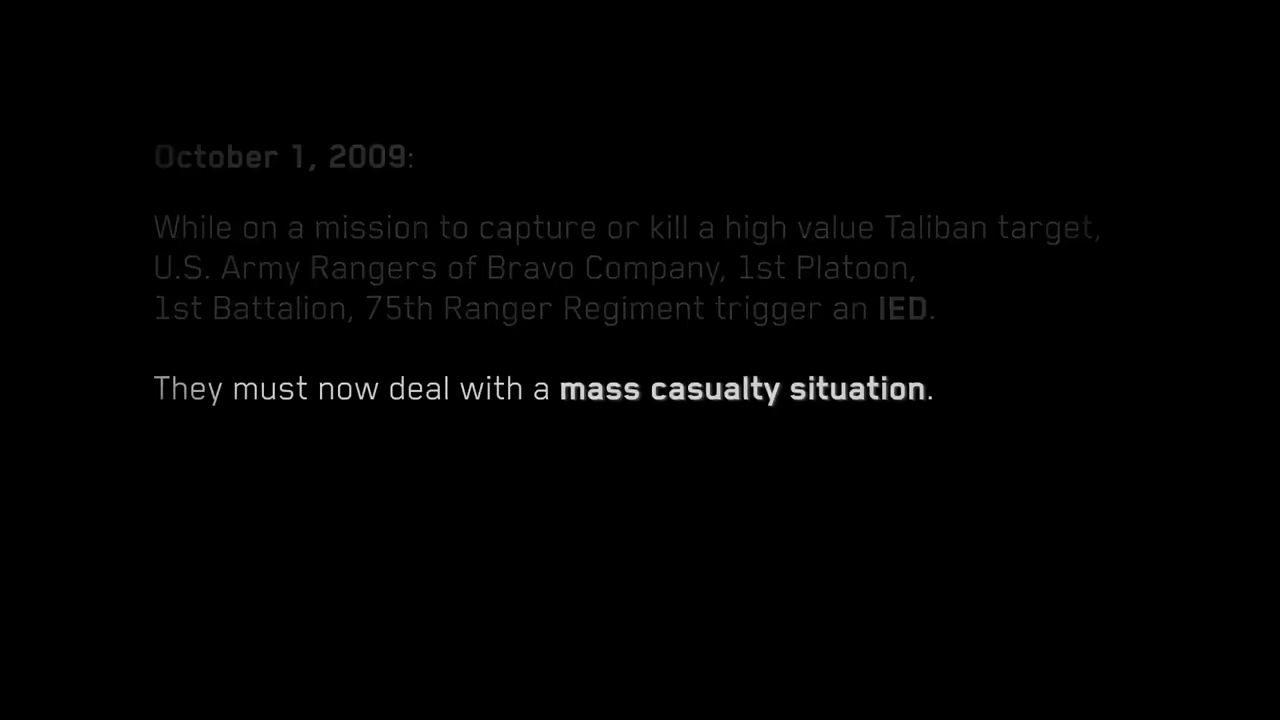 October 1, 2009:
While on a mission to capture or kill a high value Taliban target,
U.S. Army Rangers of Bravo Company, 1st Platoon,
1st Battalion, 75th Ranger Regiment trigger an IED.
They must now deal with a mass casualty situation.